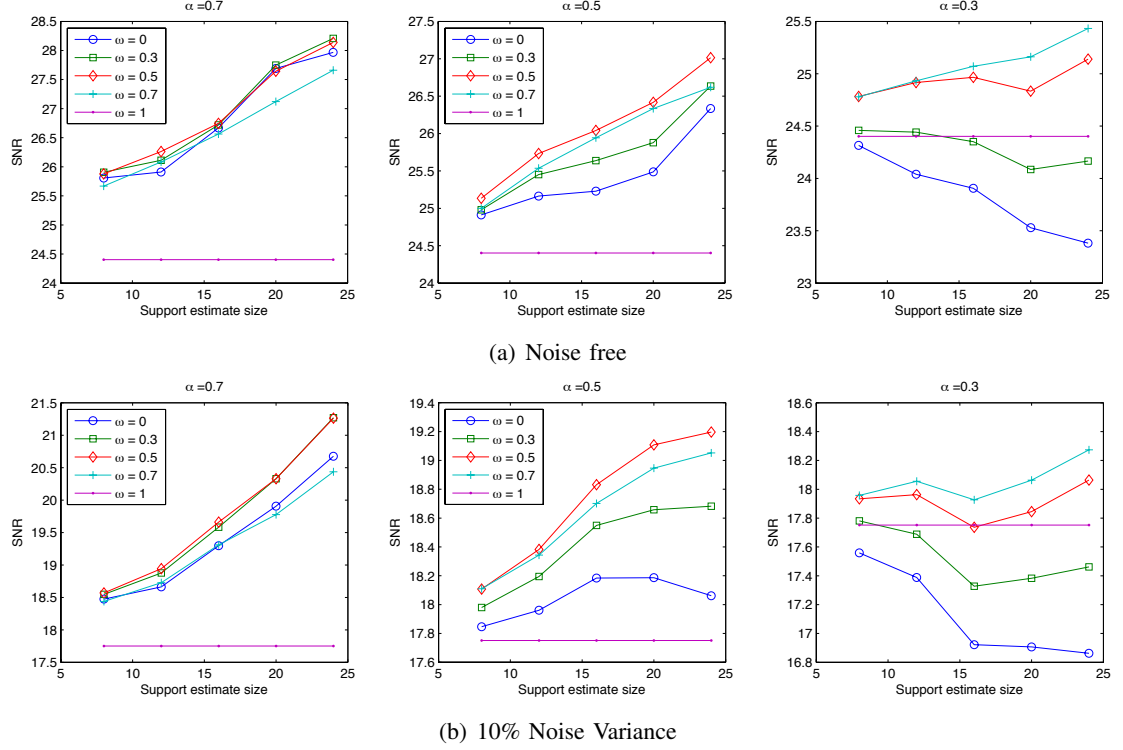 α =0.7
α =0.5
α =0.3
28.5
28
27.5
27
26.5
26
25.5
25
24.5
24
SNR
5
10
15
20
25
Support estimate size
ω = 0
ω = 0.3
ω = 0.5
ω = 0.7
ω = 1
27.5
27
26.5
26
25.5
25
24.5
24
SNR
5
10
15
20
25
Support estimate size
ω = 0
ω = 0.3
ω = 0.5
ω = 0.7
ω = 1
25.5
25
24.5
24
23.5
23
SNR
5
10
15
20
25
Support estimate size
(a) Noise free
α =0.7
α =0.5
α =0.3
21.5
21
20.5
20
19.5
19
18.5
18
17.5
SNR
5
10
15
20
25
Support estimate size
ω = 0
ω = 0.3
ω = 0.5
ω = 0.7
ω = 1
19.4
19.2
19
18.8
18.6
18.4
18.2
18
17.8
17.6
SNR
5
10
15
20
25
Support estimate size
ω = 0
ω = 0.3
ω = 0.5
ω = 0.7
ω = 1
18.6
18.4
18.2
18
17.8
17.6
17.4
17.2
17
16.8
SNR
5
10
15
20
25
Support estimate size
(b) 10% Noise Variance